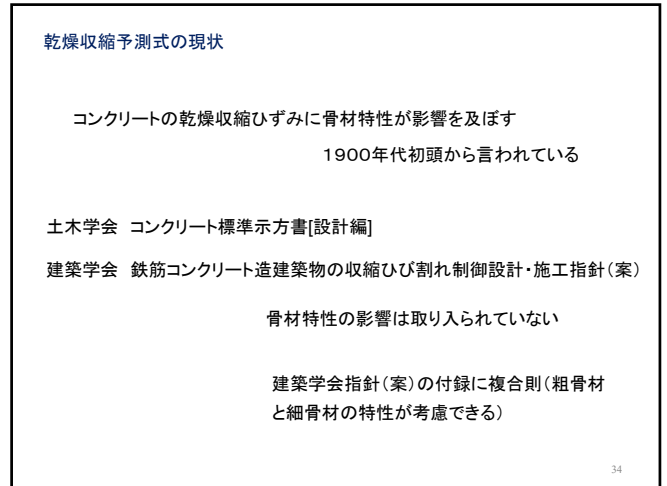 乾燥収縮予測式の現状
コンクリートの乾燥収縮ひずみに骨材特性が影響を及ぼす
1900年代初頭から言われている
土木学会 コンクリート標準示方書[設計編]
建築学会 鉄筋コンクリート造建築物の収縮ひび割れ制御設計・施工指針(案)
骨材特性の影響は取り入れられていない
建築学会指針(案)の付録に複合則(粗骨材
と細骨材の特性が考慮できる)
34